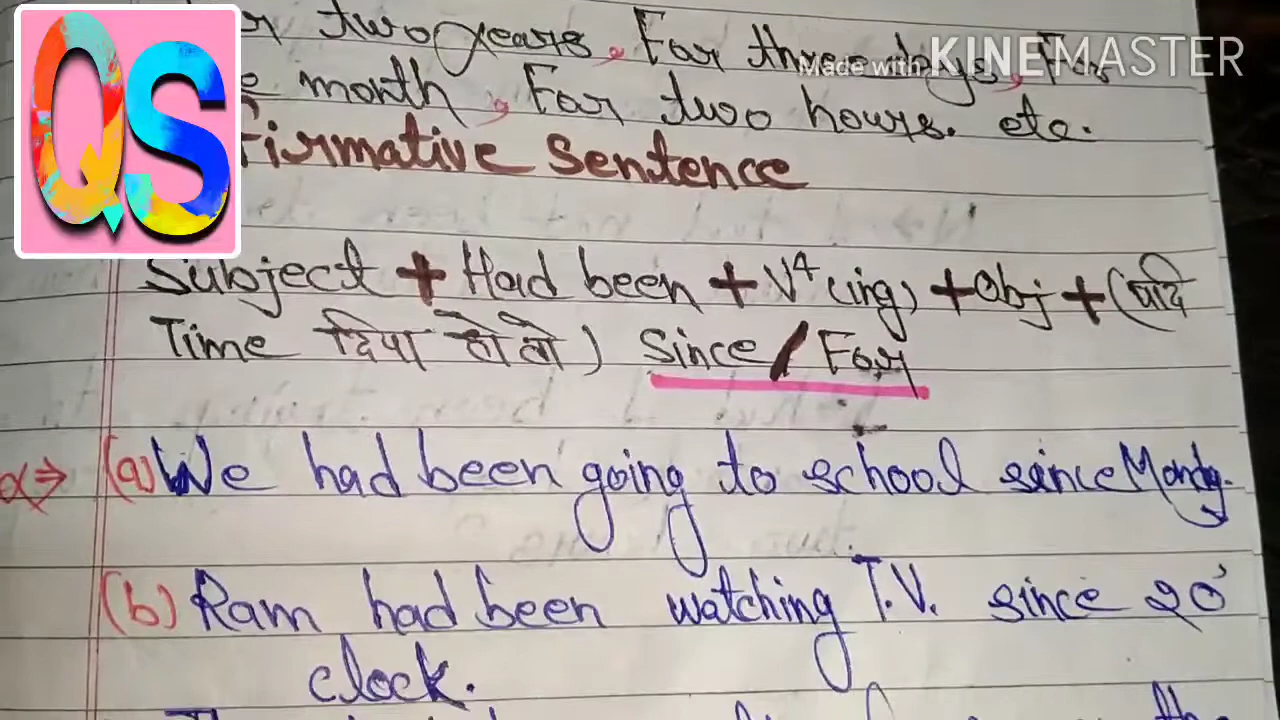 QS
two years, For three days, For
Made with KINEMASTER
month, For two hours. etc.
firmative Sentence
Subject + Had been + V4 (ing) + Obj + (यदि
Time दिया हो तो) Since / For
(a) We had been going to school since Monday.
(b) Ram had been watching T.V. since 2 O'
clock.